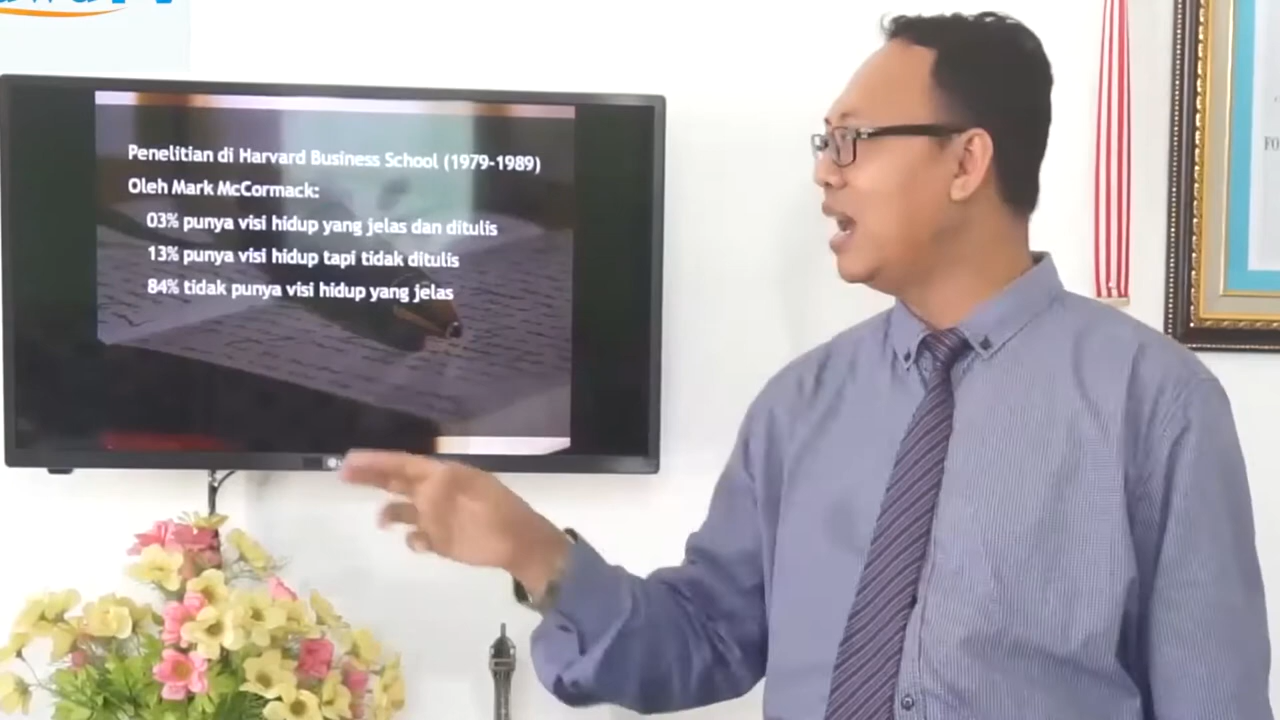 Penelitian di Harvard Business School (1979-1989)
Oleh Mark McCormack:
03% punya visi hidup yang jelas dan ditulis
13% punya visi hidup tapi tidak ditulis
84% tidak punya visi hidup yang jelas